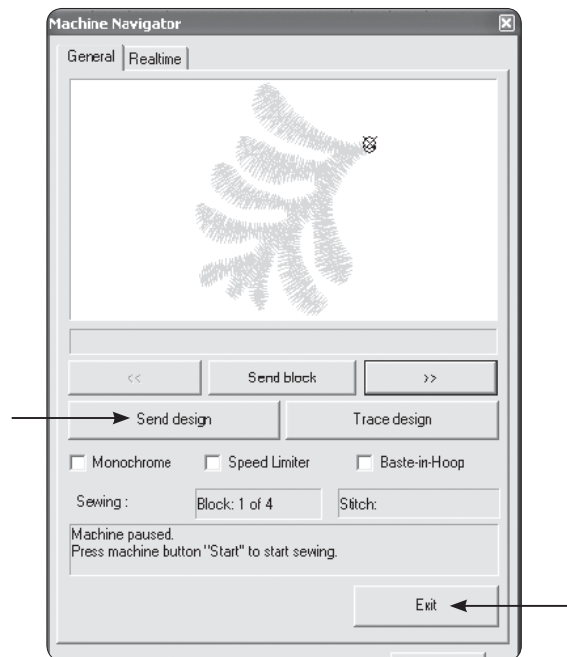 Machine Navigator
General Realtime
<< Send block >>
Send design Trace design
Monochrome Speed Limiter Baste-in-Hoop
Sewing : Block: 1 of 4 Stitch:
Machine paused.
Press machine button "Start" to start sewing.
Exit